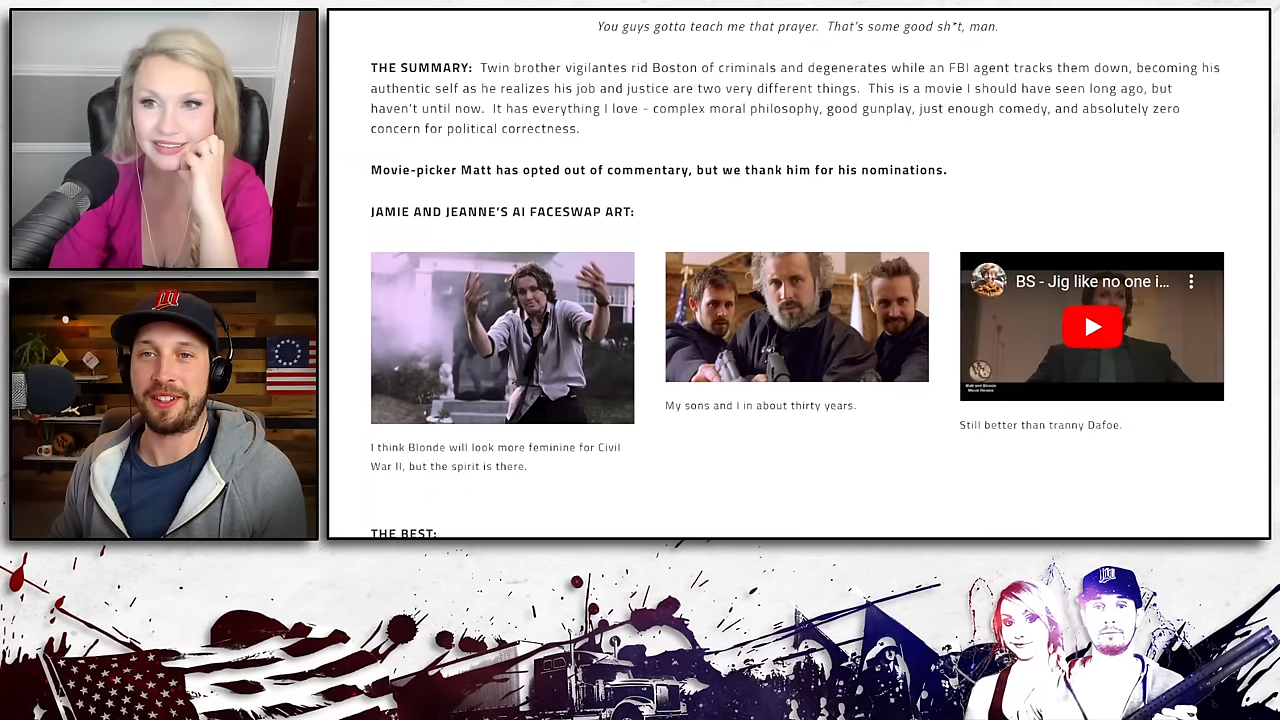 You guys gotta teach me that prayer. That's some good sh*t, man.
THE SUMMARY: Twin brother vigilantes rid Boston of criminals and degenerates while an FBI agent tracks them down, becoming his
authentic self as he realizes his job and justice are two very different things. This is a movie I should have seen long ago, but
haven't until now. It has everything I love - complex moral philosophy, good gunplay, just enough comedy, and absolutely zero
concern for political correctness.
Movie-picker Matt has opted out of commentary, but we thank him for his nominations.
JAMIE AND JEANNE'S AI FACESWAP ART:
BS - Jig like no one i...
Matt and Blonde
Movie Review
My sons and I in about thirty years.
Still better than tranny Dafoe.
I think Blonde will look more feminine for Civil
War II, but the spirit is there.
THE BEST: